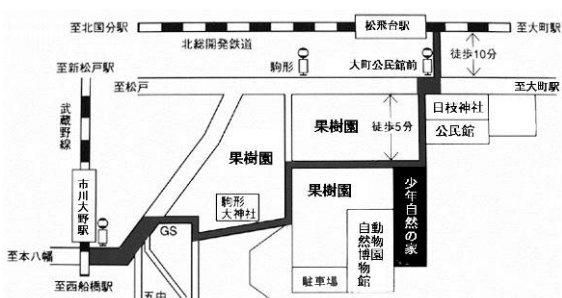 至北国分駅
松飛台駅
至大町駅
北総開発鉄道
徒歩10分
至新松戸駅
駒形
大町公民館前
至松戸
至大町駅
武蔵野線
果樹園
果樹園
徒歩5分
日枝神社
公民館
市川大野駅
駒形
大神社
果樹園
少年自然の家
GS
動物園
自然博物館
至本八幡
駐車場
至西船橋駅
五中